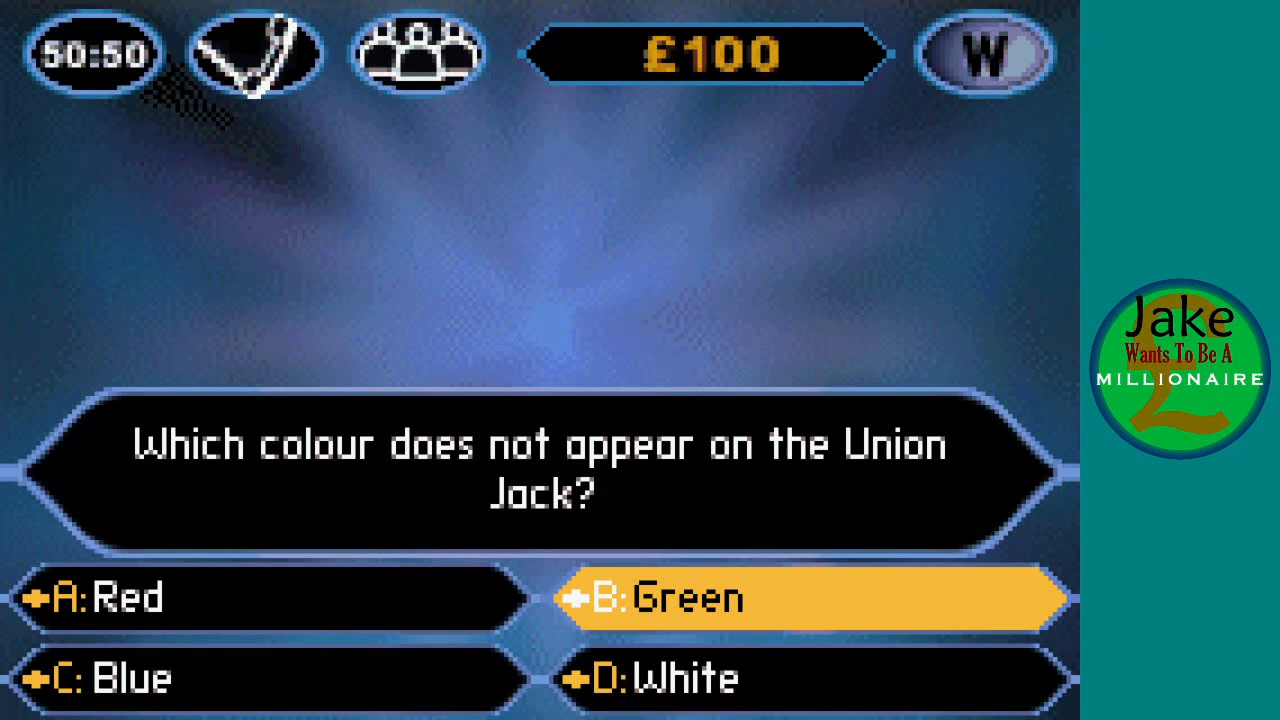 50:50
£100
W
Which colour does not appear on the Union
Jack?
A: Red
B: Green
C: Blue
D: White
Jake
Wants To Be A
MILLIONAIRE
£